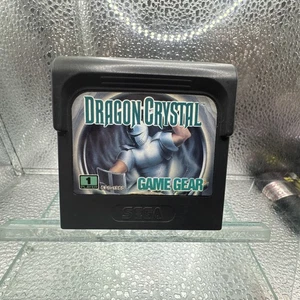 DRAGON CRYSTAL
1
GAME GEAR
SEGA